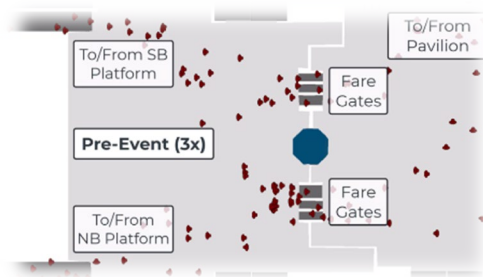 To/From
Pavilion
To/From SB
Platform
Fare
Gates
Pre-Event (3x)
Fare
Gates
To/From
NB Platform